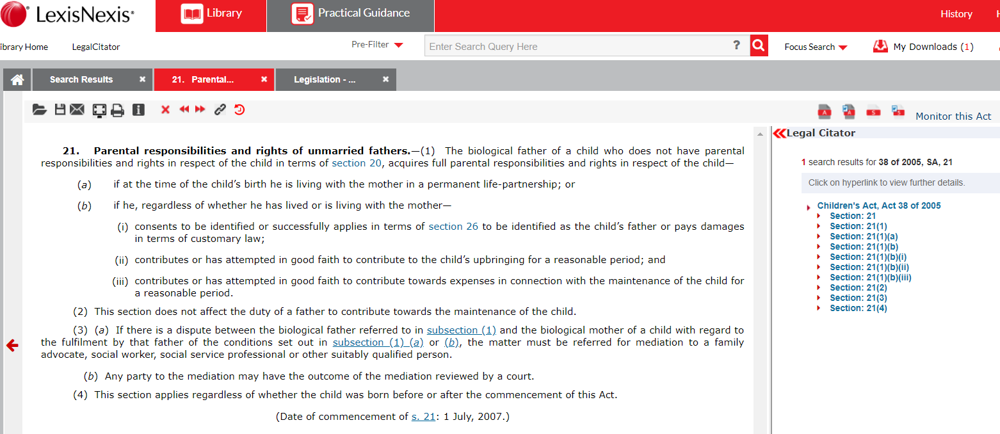 LexisNexis®
Library
Practical Guidance
History
ibrary Home
LegalCitator
Pre-Filter
Enter Search Query Here
?
Focus Search
My Downloads (1)
Search Results
21. Parental...
Legislation - ...
Monitor this Act
21. Parental responsibilities and rights of unmarried fathers.—(1) The biological father of a child who does not have parental
responsibilities and rights in respect of the child in terms of section 20, acquires full parental responsibilities and rights in respect of the child—
(a) if at the time of the child’s birth he is living with the mother in a permanent life-partnership; or
(b) if he, regardless of whether he has lived or is living with the mother—
(i) consents to be identified or successfully applies in terms of section 26 to be identified as the child’s father or pays damages
in terms of customary law;
(ii) contributes or has attempted in good faith to contribute to the child’s upbringing for a reasonable period; and
(iii) contributes or has attempted in good faith to contribute towards expenses in connection with the maintenance of the child for
a reasonable period.
(2) This section does not affect the duty of a father to contribute towards the maintenance of the child.
(3) (a) If there is a dispute between the biological father referred to in subsection (1) and the biological mother of a child with regard to
the fulfilment by that father of the conditions set out in subsection (1) (a) or (b), the matter must be referred for mediation to a family
advocate, social worker, social service professional or other suitably qualified person.
(b) Any party to the mediation may have the outcome of the mediation reviewed by a court.
(4) This section applies regardless of whether the child was born before or after the commencement of this Act.
(Date of commencement of s. 21: 1 July, 2007.)
Legal Citator
1 search results for 38 of 2005, SA, 21
Click on hyperlink to view further details.
Children's Act, Act 38 of 2005
Section: 21
Section: 21(1)
Section: 21(1)(a)
Section: 21(1)(b)
Section: 21(1)(b)(i)
Section: 21(1)(b)(ii)
Section: 21(1)(b)(iii)
Section: 21(2)
Section: 21(3)
Section: 21(4)